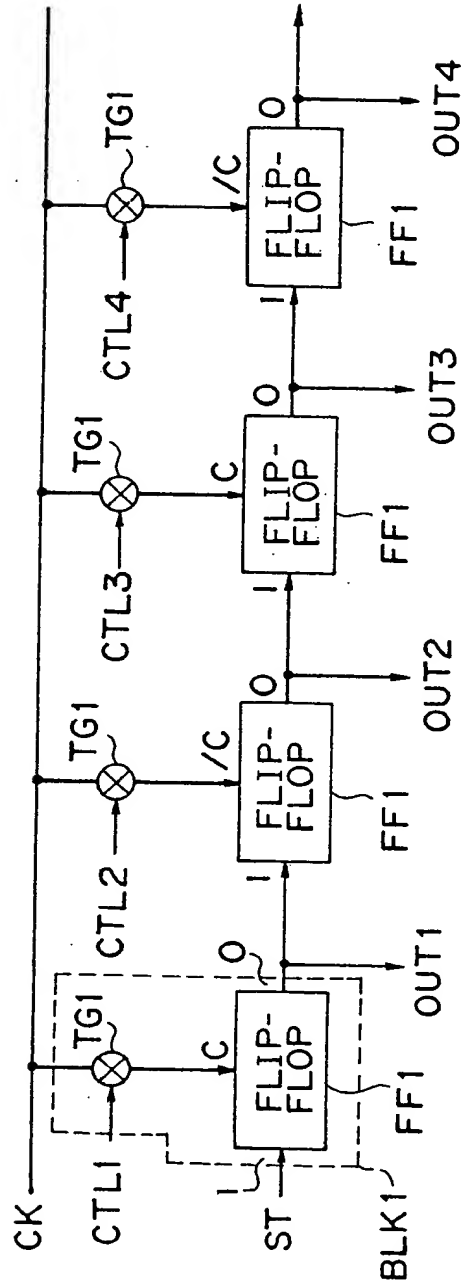 CK
CTL1
TG1
CTL2
TG1
CTL3
TG1
CTL4
TG1
C
/C
C
/C
ST
I
FLIP-
FLOP
O
I
FLIP-
FLOP
O
I
FLIP-
FLOP
O
I
FLIP-
FLOP
O
FF1
FF1
FF1
FF1
BLK1
OUT1
OUT2
OUT3
OUT4